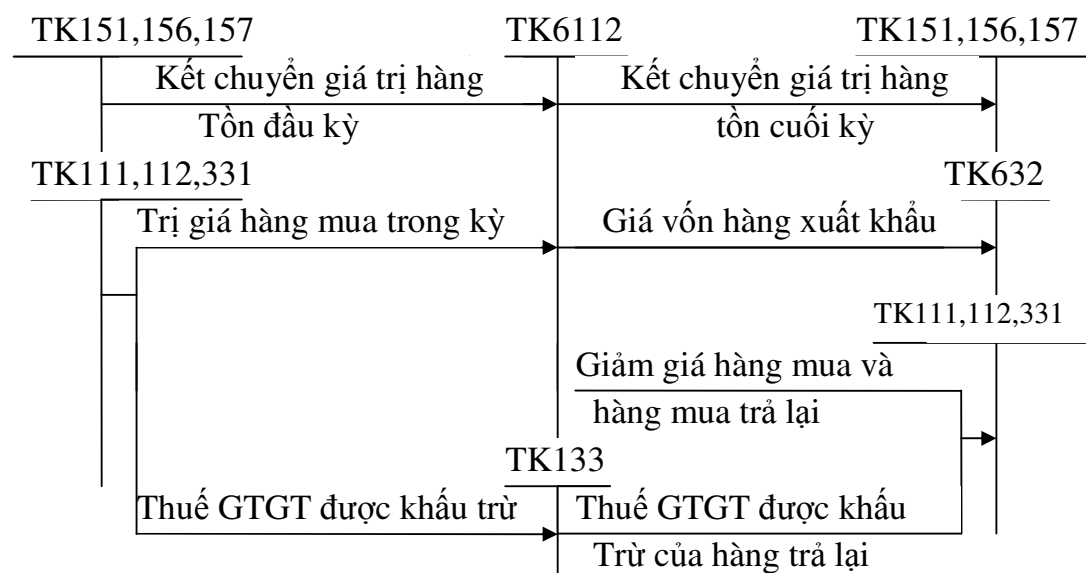 TK151,156,157
TK6112
TK151,156,157
Kết chuyển giá trị hàng
Kết chuyển giá trị hàng
Tồn đầu kỳ
tồn cuối kỳ
TK111,112,331
TK632
Trị giá hàng mua trong kỳ
Giá vốn hàng xuất khẩu
TK111,112,331
Giảm giá hàng mua và
hàng mua trả lại
TK133
Thuế GTGT được khấu trừ
Thuế GTGT được khấu
Trừ của hàng trả lại